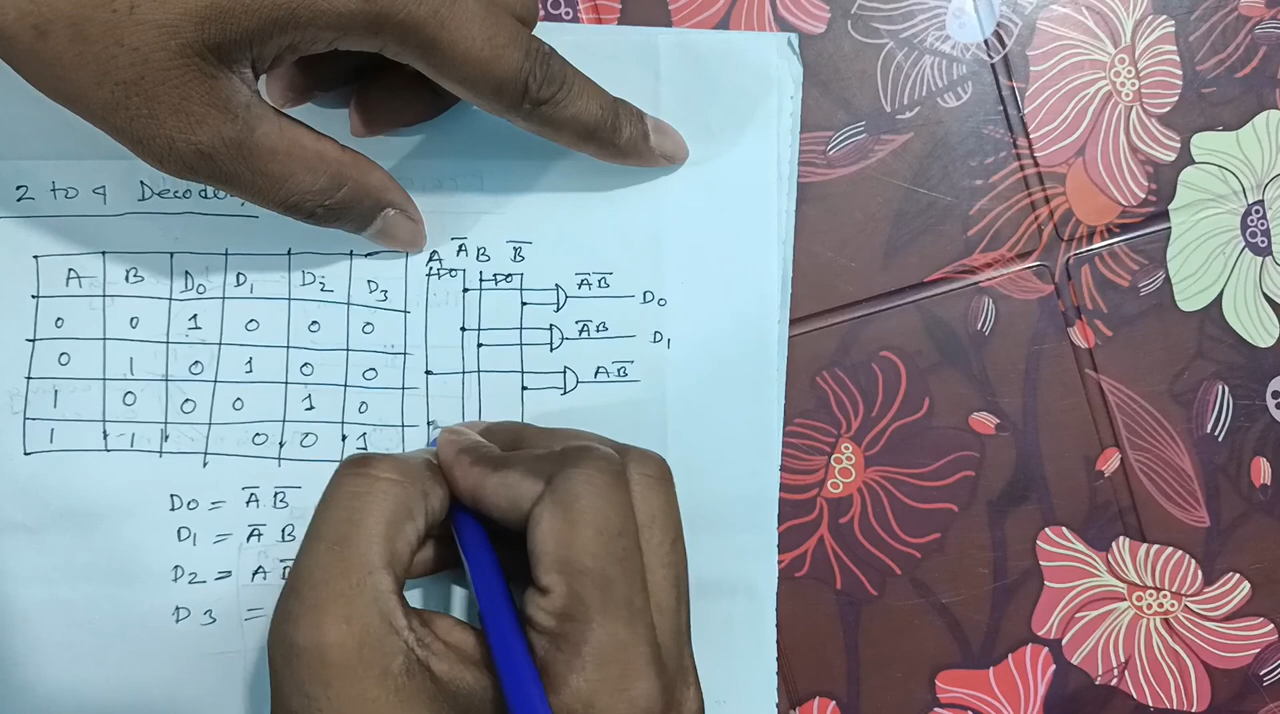 2 to 4 Decoder
A B D0 D1 D2 D3
0 0 1 0 0 0
0 1 0 1 0 0
1 0 0 0 1 0
1 1 0 0 1
D0 = A̅ B̅
D1 = A̅ B
D2 = A B̅
D3 =
A A̅ B B̅
A̅B̅ D0
A̅B D1
AB̅